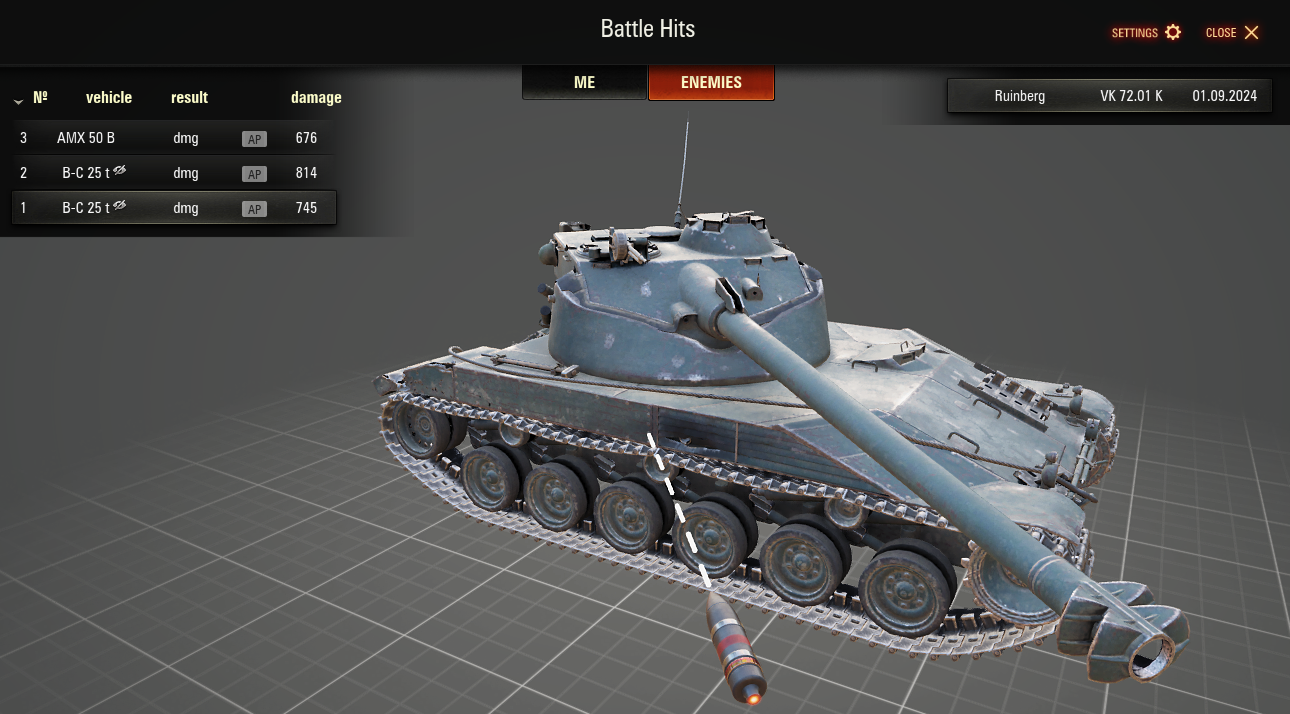 Battle Hits
SETTINGS CLOSE
ME ENEMIES
Ruinberg VK 72.01 K 01.09.2024
Nº vehicle result damage
3 AMX 50 B dmg AP 676
2 B-C 25 t dmg AP 814
1 B-C 25 t dmg AP 745